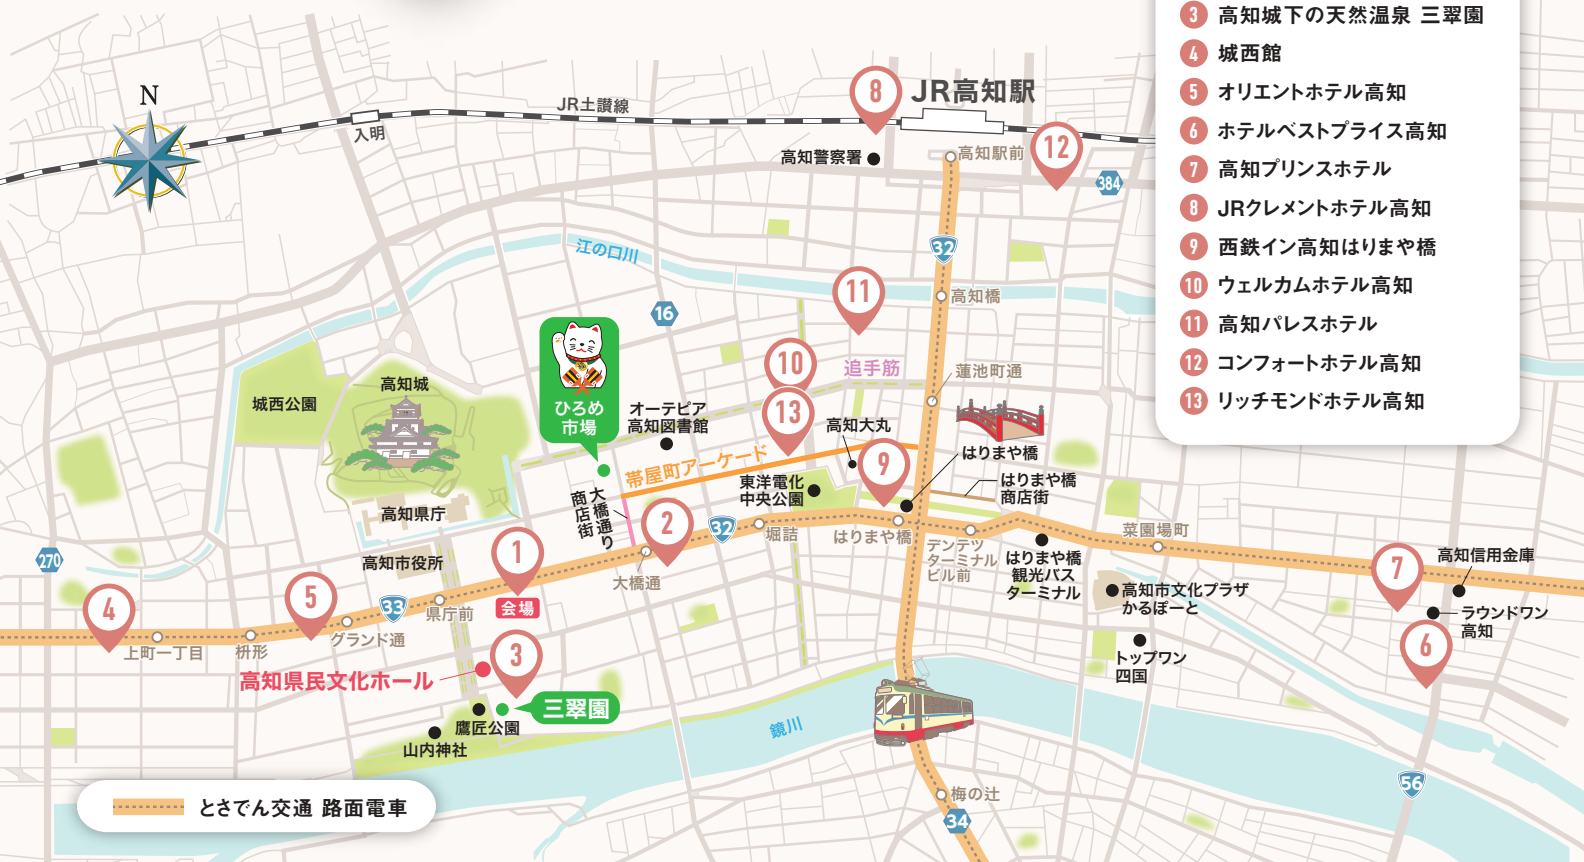 3 高知城下の天然温泉 三翠園
4 城西館
5 オリエントホテル高知
6 ホテルベストプライス高知
7 高知プリンスホテル
8 JRクレメントホテル高知
9 西鉄イン高知はりまや橋
10 ウェルカムホテル高知
11 高知パレスホテル
12 コンフォートホテル高知
13 リッチモンドホテル高知
N
JR土讃線
入明
8
JR高知駅
高知警察署
高知駅前
12
384
32
江の口川
11
高知橋
16
10
追手筋
蓮池町通
高知城
城西公園
ひろめ
市場
オーテピア
高知図書館
13
高知大丸
はりまや橋
帯屋町アーケード
9
東洋電化
中央公園
はりまや橋
商店街
大橋通り
商店街
高知県庁
2
32
堀詰
はりまや橋
デンテツ
ターミナル
ビル前
はりまや橋
観光バス
ターミナル
菜園場町
270
高知市役所
1
会場
大橋通
7
高知信用金庫
高知市文化プラザ
かるぽーと
ラウンドワン
高知
4
5
33
県庁前
グランド通
上町一丁目
枡形
3
6
トップワン
四国
高知県民文化ホール
三翠園
鷹匠公園
山内神社
鏡川
56
梅の辻
34
とさでん交通 路面電車